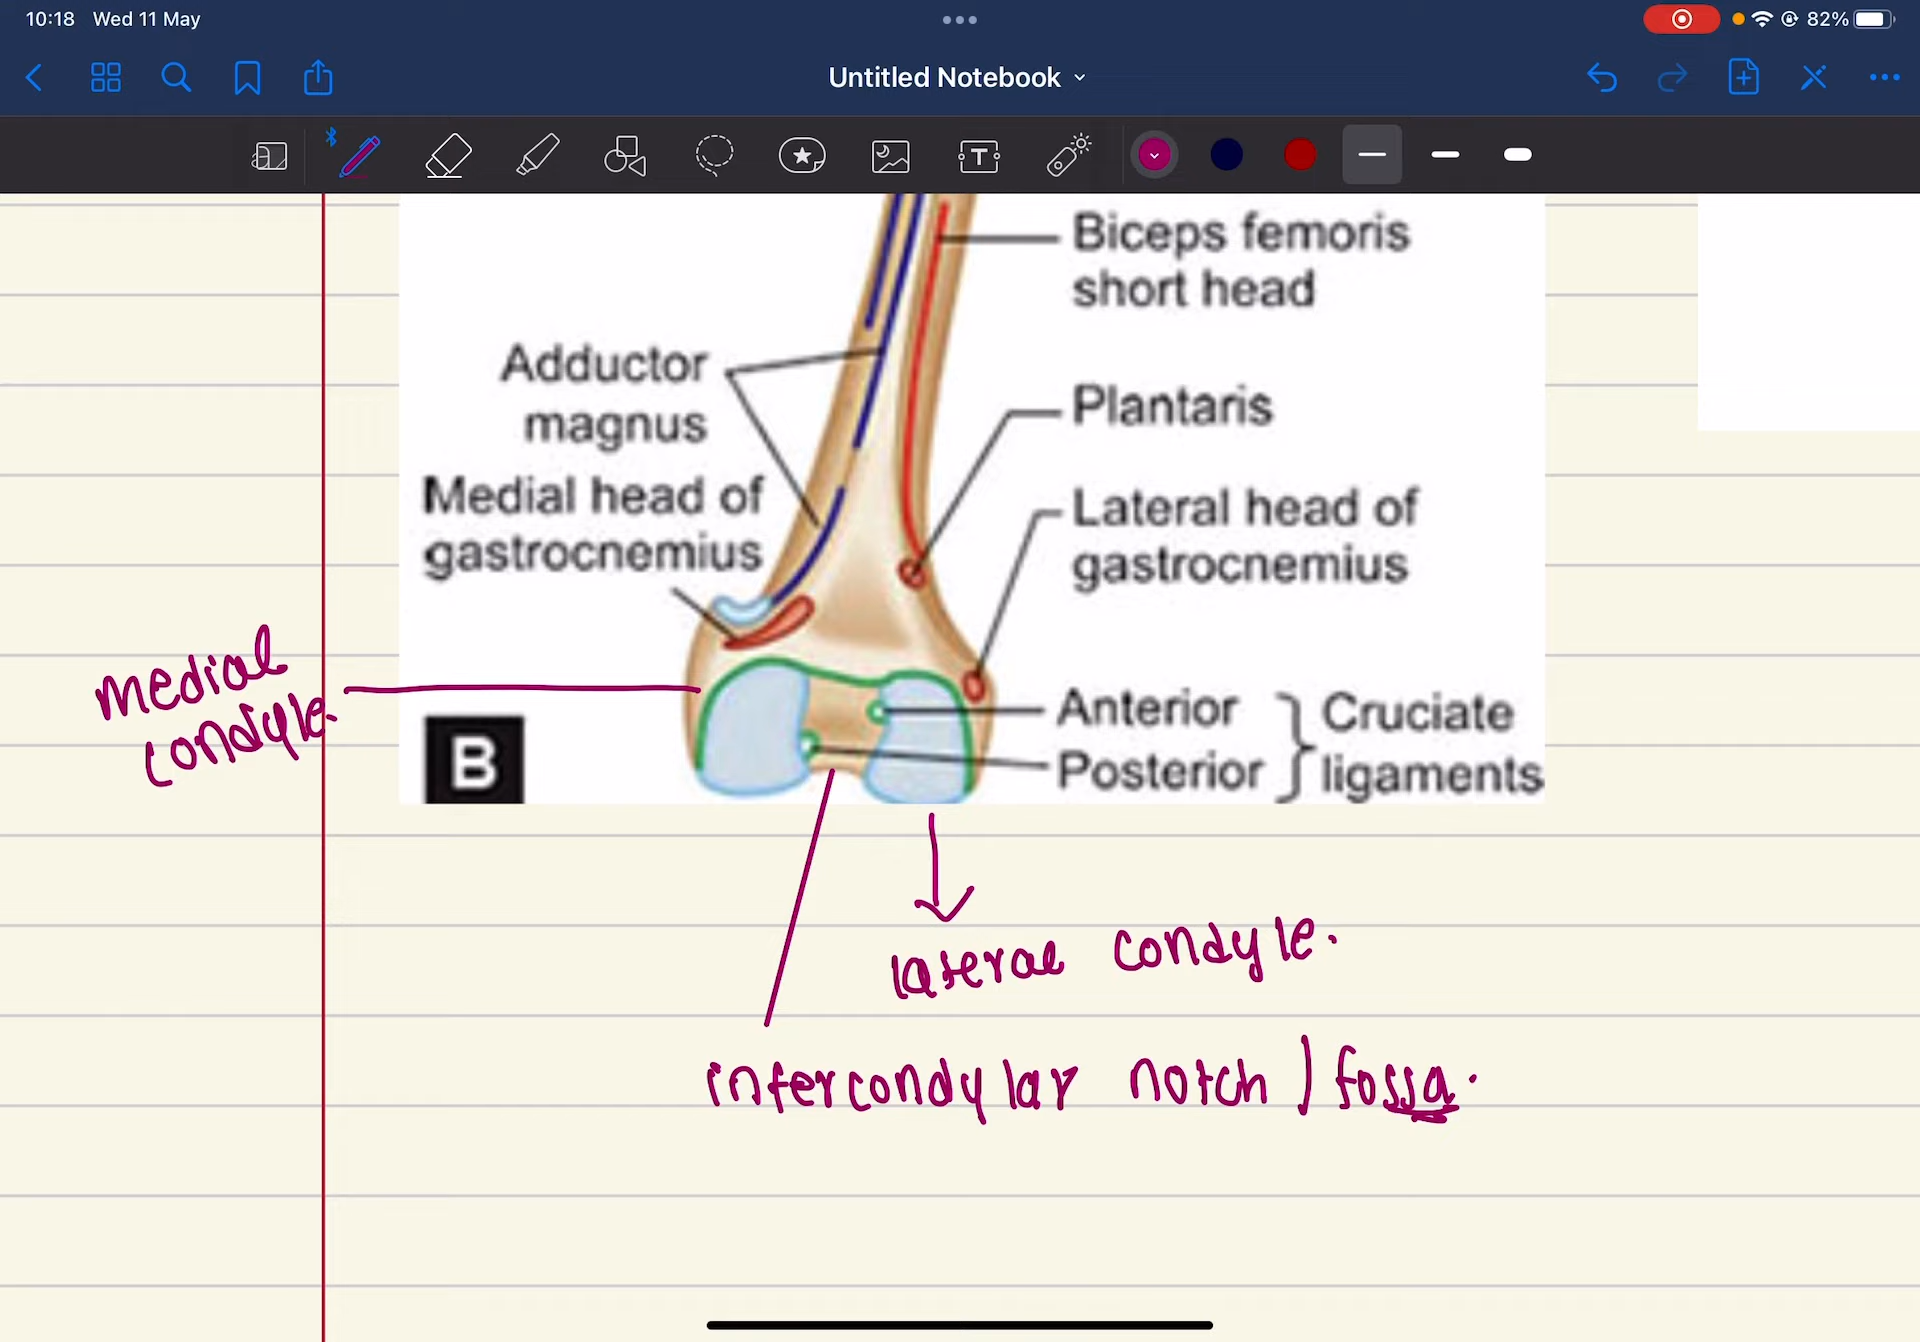 10:18 Wed 11 May
82%
Untitled Notebook
T
Biceps femoris
short head
Adductor
magnus
Plantaris
Medial head of
gastrocnemius
Lateral head of
gastrocnemius
medial
condyle.
B
Anterior
Posterior
Cruciate
ligaments
lateral condyle.
intercondylar notch / fossa.